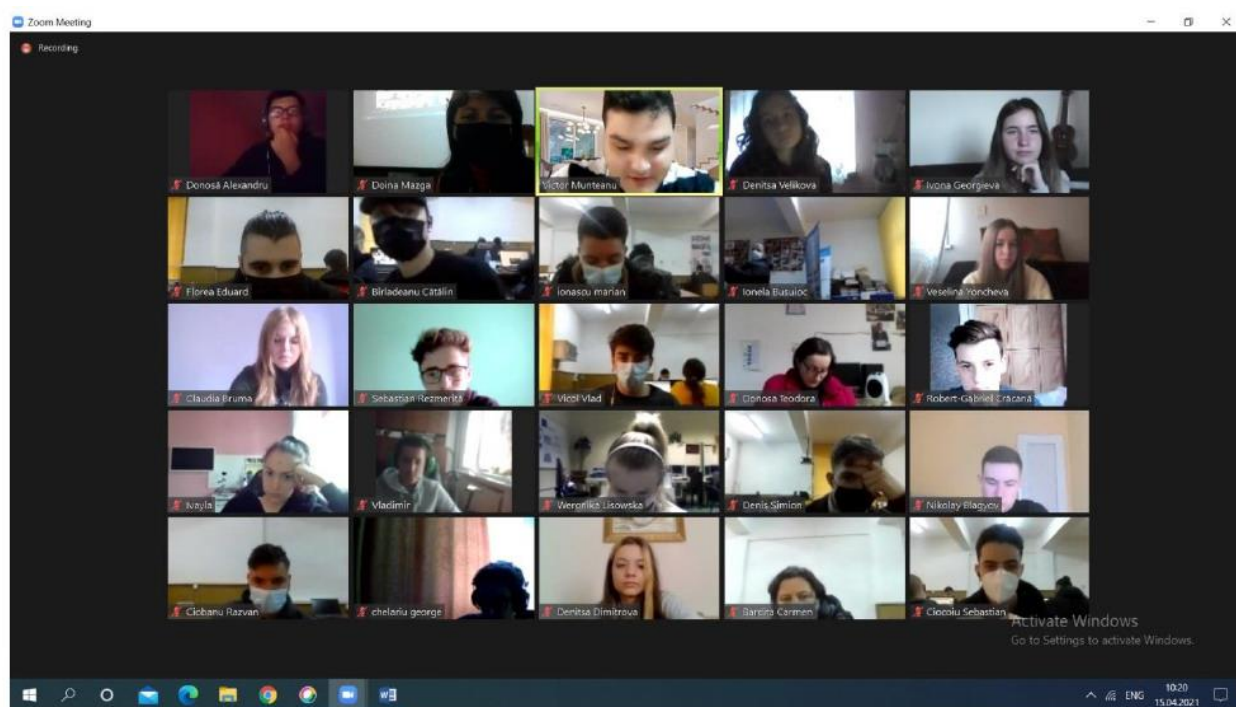 Zoom Meeting
Recording
Donosă Alexandru
Doina Mazga
Victor Munteanu
Denitsa Velikova
Ivona Georgieva
Florea Eduard
Bîrlădeanu Cătălin
ionascu marian
Ionela Busuioc
Veselina Yoncheva
Claudia Bruma
Sebastian Rezmeriță
Vicol Vlad
Donosa Teodora
Robert-Gabriel Crăcană
Ivayla
Vladimir
Weronika Lisowska
Denis Simion
Nikolay Blagyov
Ciobanu Razvan
chelariu george
Denitsa Dimitrova
Carmen
Ciocoiu Sebastian
Activate Windows
Go to Settings to activate Windows.
ENG
10:20
15.04.2021